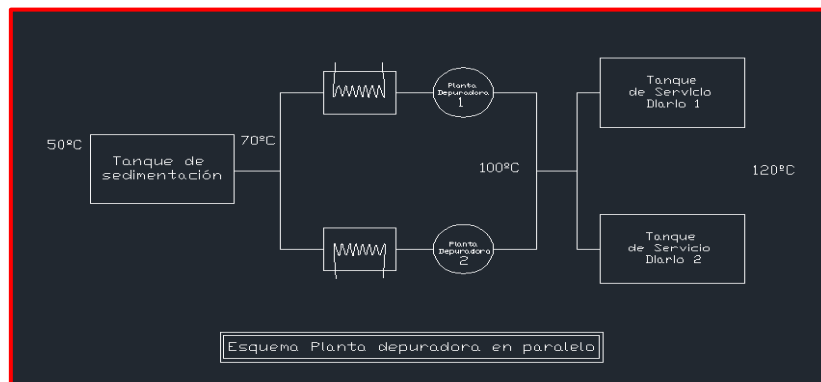 50ºC
Tanque de
sedimentación
70ºC
Planta
Depuradora
1
Planta
Depuradora
2
100ºC
Tanque
de Servicio
Diario 1
Tanque
de Servicio
Diario 2
120ºC
Esquema Planta depuradora en paralelo